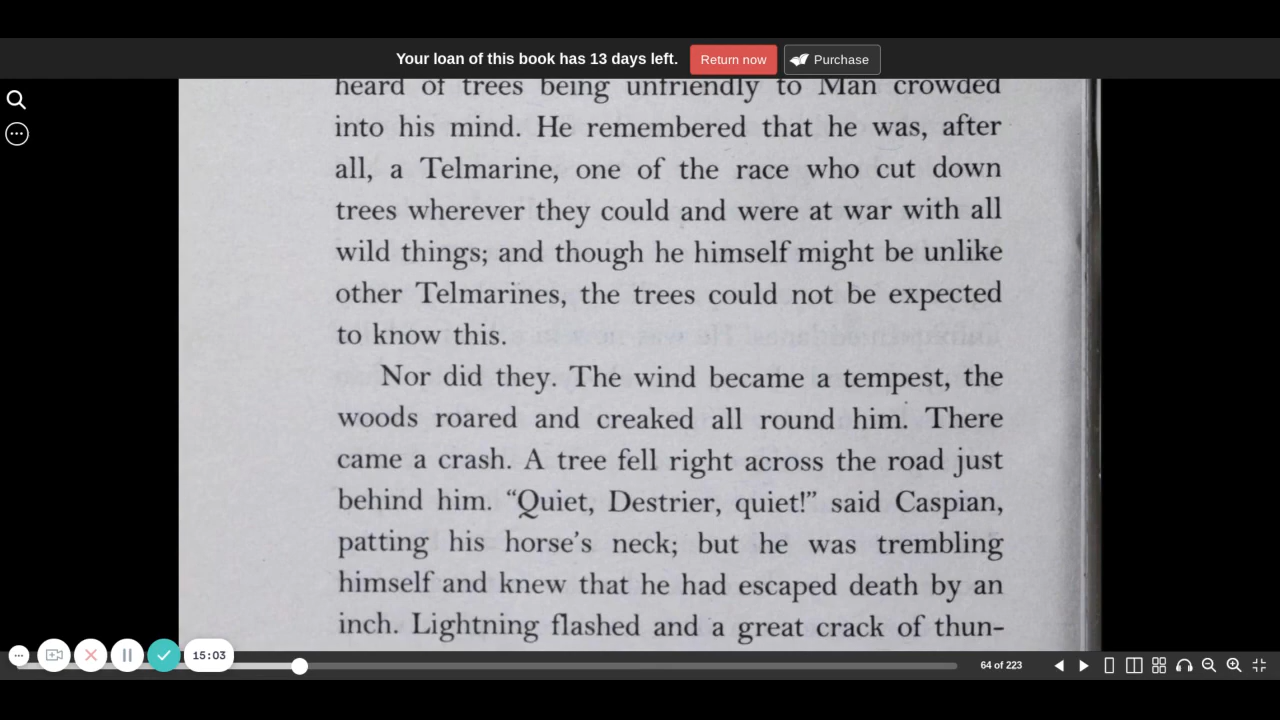 Your loan of this book has 13 days left. Return now Purchase
heard of trees being unfriendly to Man crowded
into his mind. He remembered that he was, after
all, a Telmarine, one of the race who cut down
trees wherever they could and were at war with all
wild things; and though he himself might be unlike
other Telmarines, the trees could not be expected
to know this.
Nor did they. The wind became a tempest, the
woods roared and creaked all round him. There
came a crash. A tree fell right across the road just
behind him. “Quiet, Destrier, quiet!” said Caspian,
patting his horse’s neck; but he was trembling
himself and knew that he had escaped death by an
inch. Lightning flashed and a great crack of thun-
15:03
64 of 223